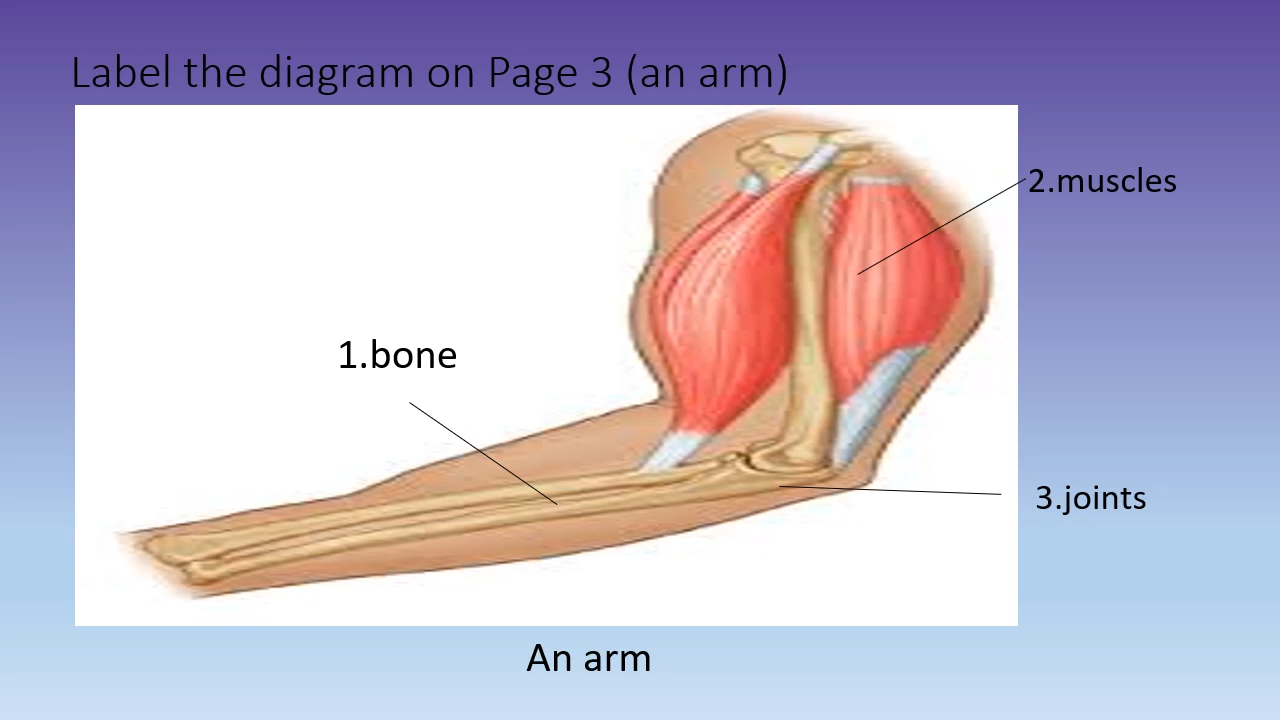 Label the diagram on Page 3 (an arm)
2.muscles
1.bone
3.joints
An arm